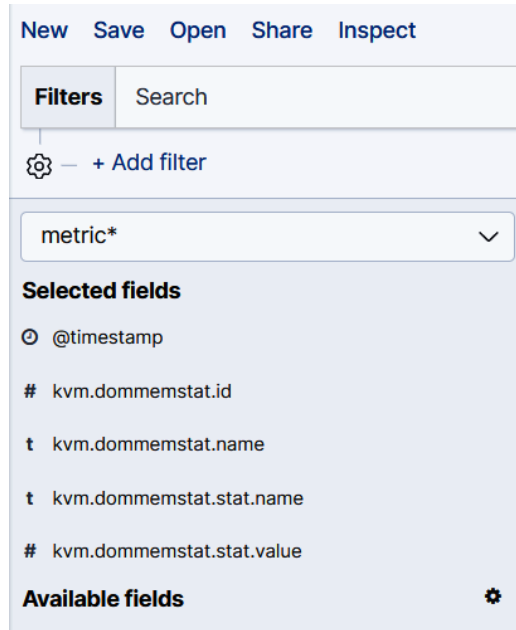 New Save Open Share Inspect
Filters Search
+ Add filter
metric*
Selected fields
@timestamp
# kvm.dommemstat.id
t kvm.dommemstat.name
t kvm.dommemstat.stat.name
# kvm.dommemstat.stat.value
Available fields